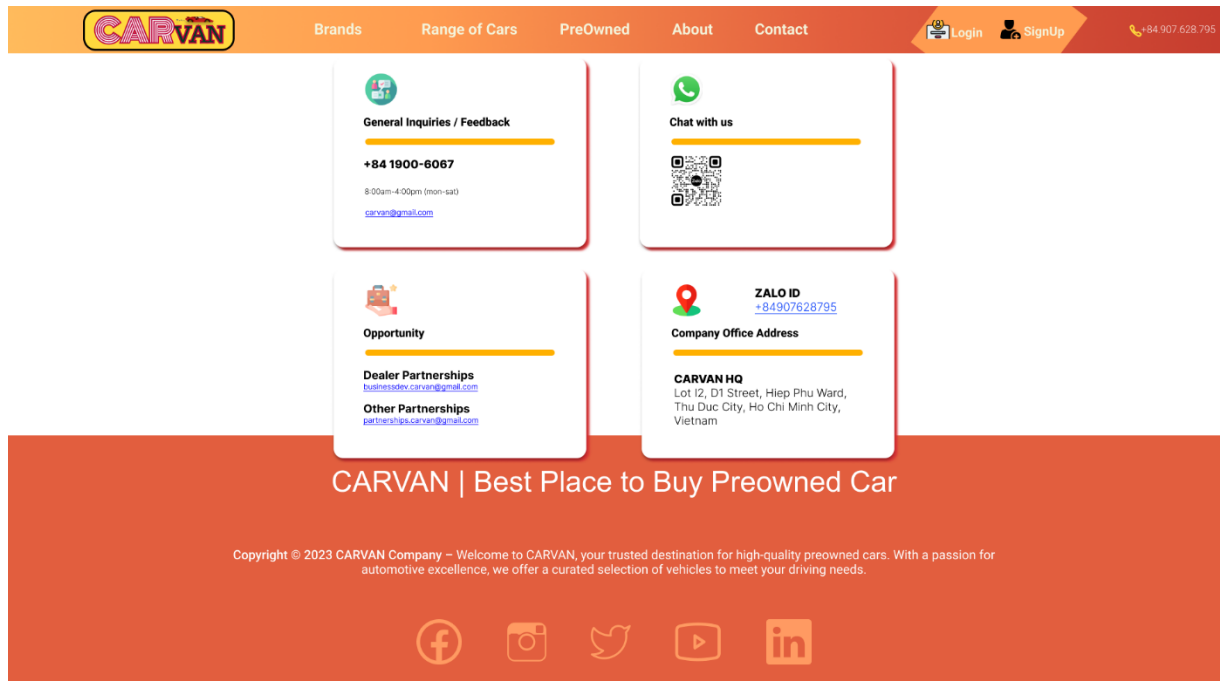 CARVAN
Brands
Range of Cars
PreOwned
About
Contact
Login
SignUp
+84.907.628.795
General Inquiries / Feedback
+84 1900-6067
8:00am-4:00pm (mon-sat)
carvan@gmail.com
Chat with us
Opportunity
Dealer Partnerships
businessdev.carvan@gmail.com
Other Partnerships
partnerships.carvan@gmail.com
ZALO ID
+84907628795
Company Office Address
CARVAN HQ
Lot I2, D1 Street, Hiep Phu Ward,
Thu Duc City, Ho Chi Minh City,
Vietnam
CARVAN | Best Place to Buy Preowned Car
Copyright © 2023 CARVAN Company – Welcome to CARVAN, your trusted destination for high-quality preowned cars. With a passion for
automotive excellence, we offer a curated selection of vehicles to meet your driving needs.
in